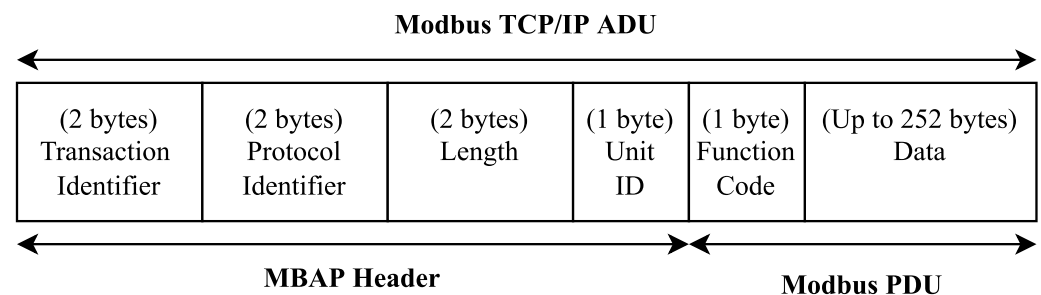 Modbus TCP/IP ADU
(2 bytes)
Transaction
Identifier
(2 bytes)
Protocol
Identifier
(2 bytes)
Length
(1 byte)
Unit
ID
(1 byte)
Function
Code
(Up to 252 bytes)
Data
MBAP Header
Modbus PDU